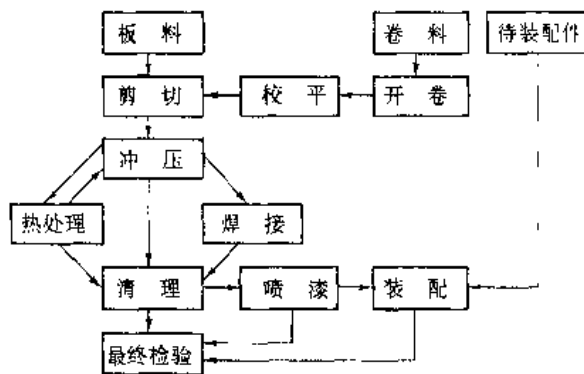 板料
卷料
待装配件
剪切
校平
开卷
冲压
热处理
焊接
清理
喷漆
装配
最终检验